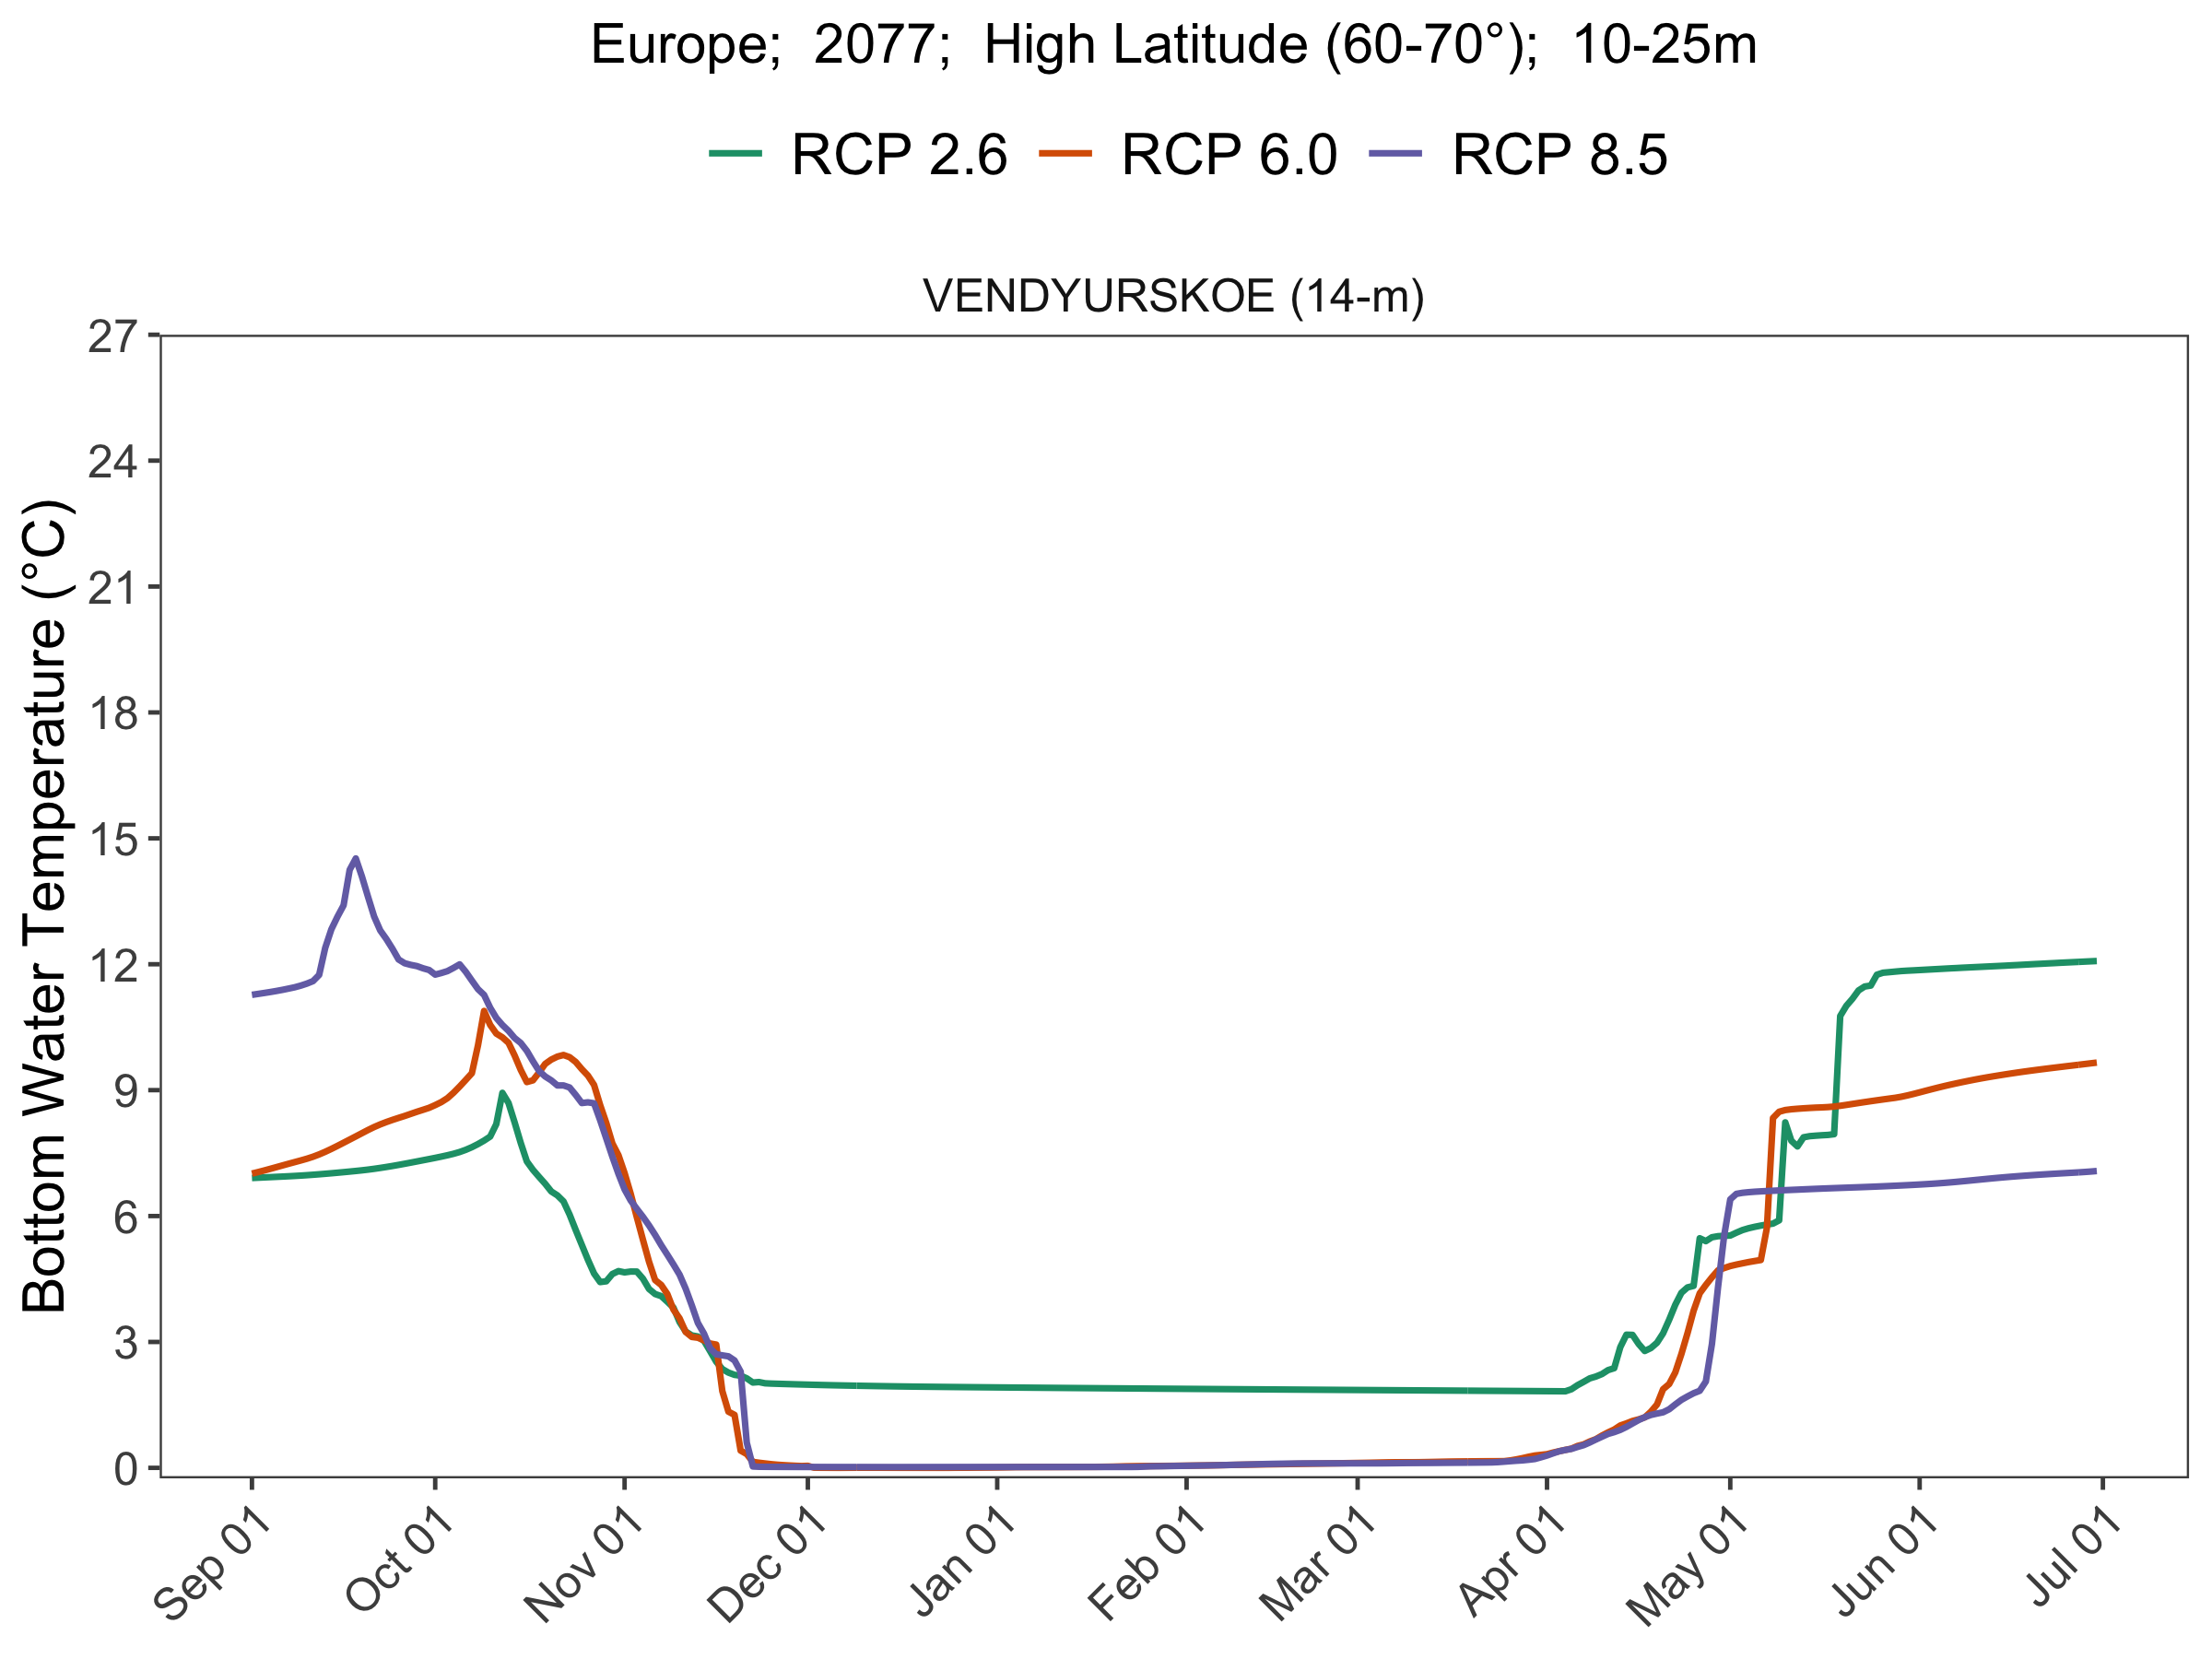 Europe; 2077; High Latitude (60-70°); 10-25m
RCP 2.6 RCP 6.0 RCP 8.5
VENDYURSKOE (14-m)
Bottom Water Temperature (°C)
27
24
21
18
15
12
9
6
3
0
Sep 01
Oct 01
Nov 01
Dec 01
Jan 01
Feb 01
Mar 01
Apr 01
May 01
Jun 01
Jul 01